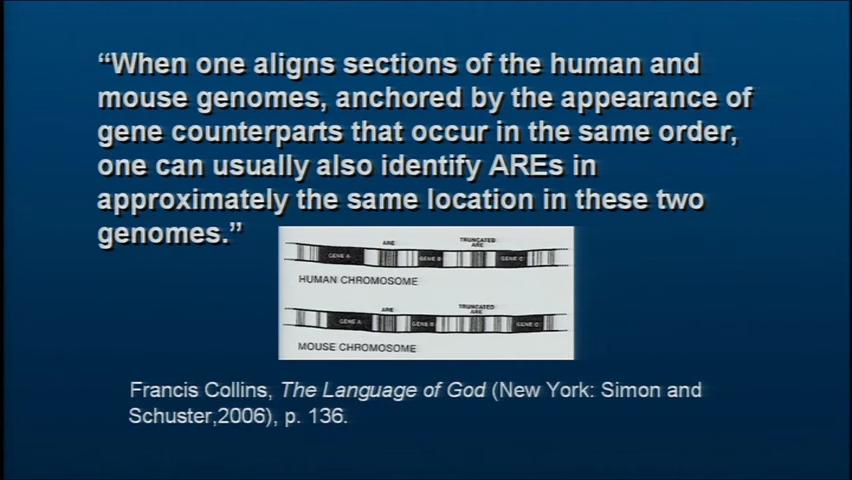 “When one aligns sections of the human and
mouse genomes, anchored by the appearance of
gene counterparts that occur in the same order,
one can usually also identify AREs in
approximately the same location in these two
genomes.”
ARE TRUNCATED
ARE
GENE A GENE B GENE C
HUMAN CHROMOSOME
ARE TRUNCATED
ARE
GENE A GENE B GENE C
MOUSE CHROMOSOME
Francis Collins, The Language of God (New York: Simon and
Schuster,2006), p. 136.